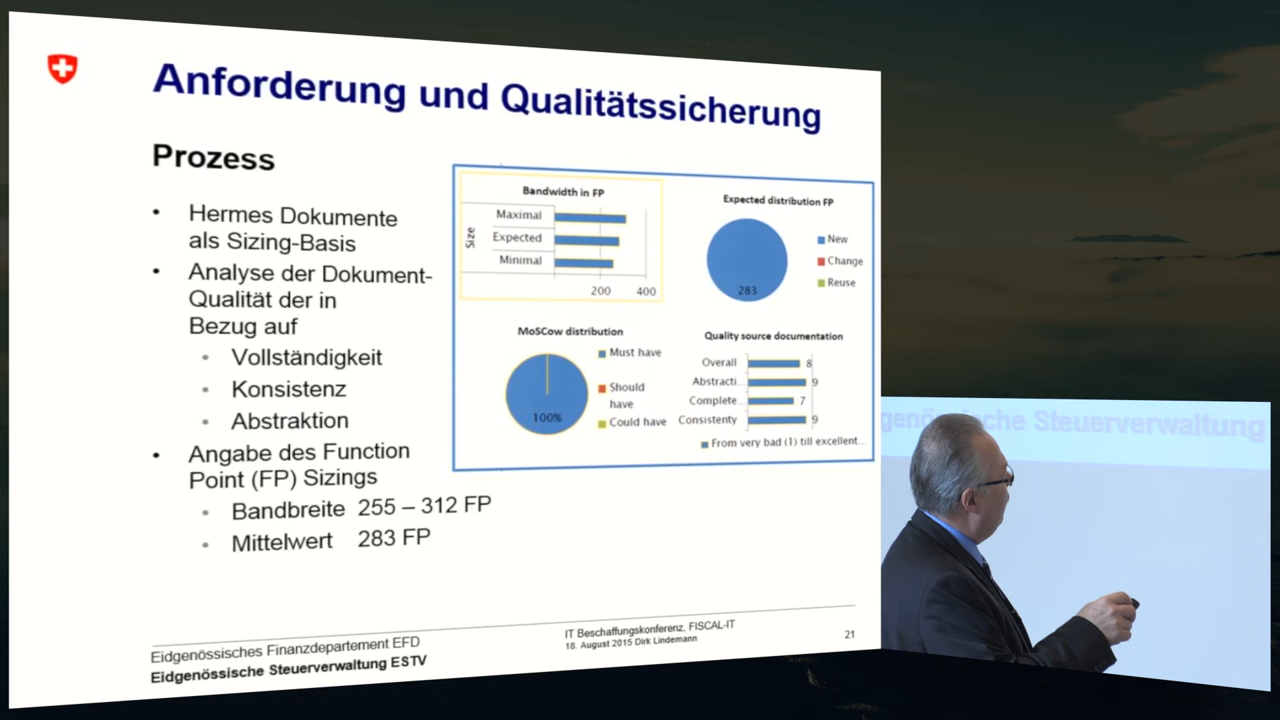 Anforderung und Qualitätssicherung
Prozess
• Hermes Dokumente
als Sizing-Basis
• Analyse der Dokument-
Qualität der in
Bezug auf
• Vollständigkeit
• Konsistenz
• Abstraktion
• Angabe des Function
Point (FP) Sizings
• Bandbreite 255 – 312 FP
• Mittelwert 283 FP
Bandwidth in FP
Size
Maximal
Expected
Minimal
200 400
Expected distribution FP
283
New
Change
Reuse
MoSCow distribution
100%
Must have
Should
have
Could have
Quality source documentation
Overall 8
Abstracti... 9
Complete... 7
Consistenty 9
From very bad (1) till excellent...
Eidgenössisches Finanzdepartement EFD
Eidgenössische Steuerverwaltung ESTV
IT Beschaffungskonferenz, FISCAL-IT
18. August 2015 Dirk Lindemann
21
dgenössische Steuerverwaltung